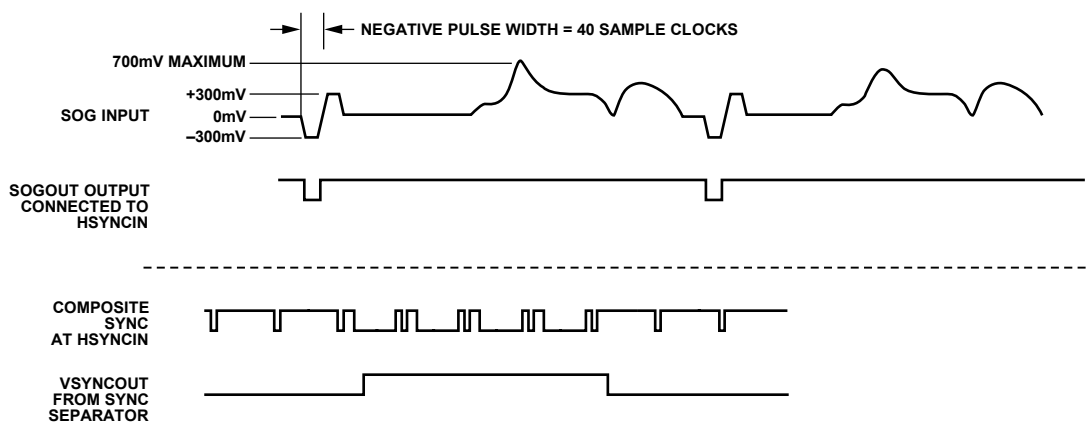 NEGATIVE PULSE WIDTH = 40 SAMPLE CLOCKS
700mV MAXIMUM
+300mV
SOG INPUT
0mV
–300mV
SOGOUT OUTPUT
CONNECTED TO
HSYNCIN
COMPOSITE
SYNC
AT HSYNCIN
VSYNCOUT
FROM SYNC
SEPARATOR